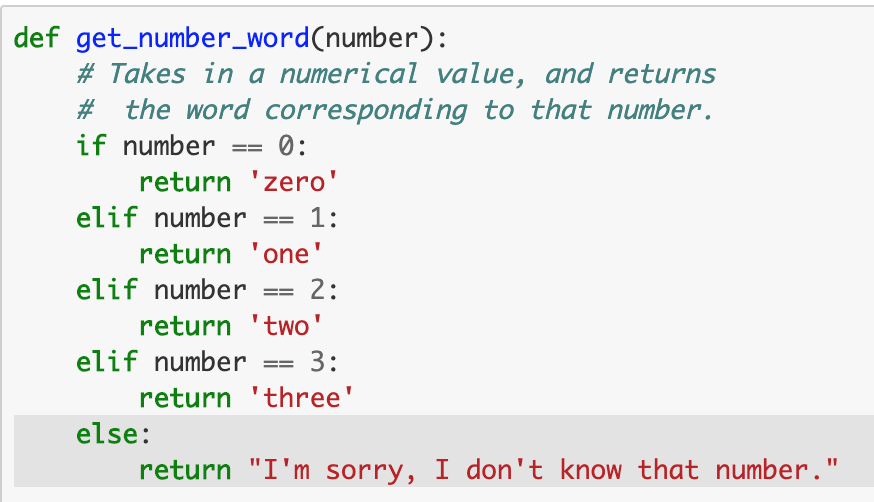 def get_number_word(number):
    # Takes in a numerical value, and returns
    #  the word corresponding to that number.
    if number == 0:
        return 'zero'
    elif number == 1:
        return 'one'
    elif number == 2:
        return 'two'
    elif number == 3:
        return 'three'
    else:
        return "I'm sorry, I don't know that number."